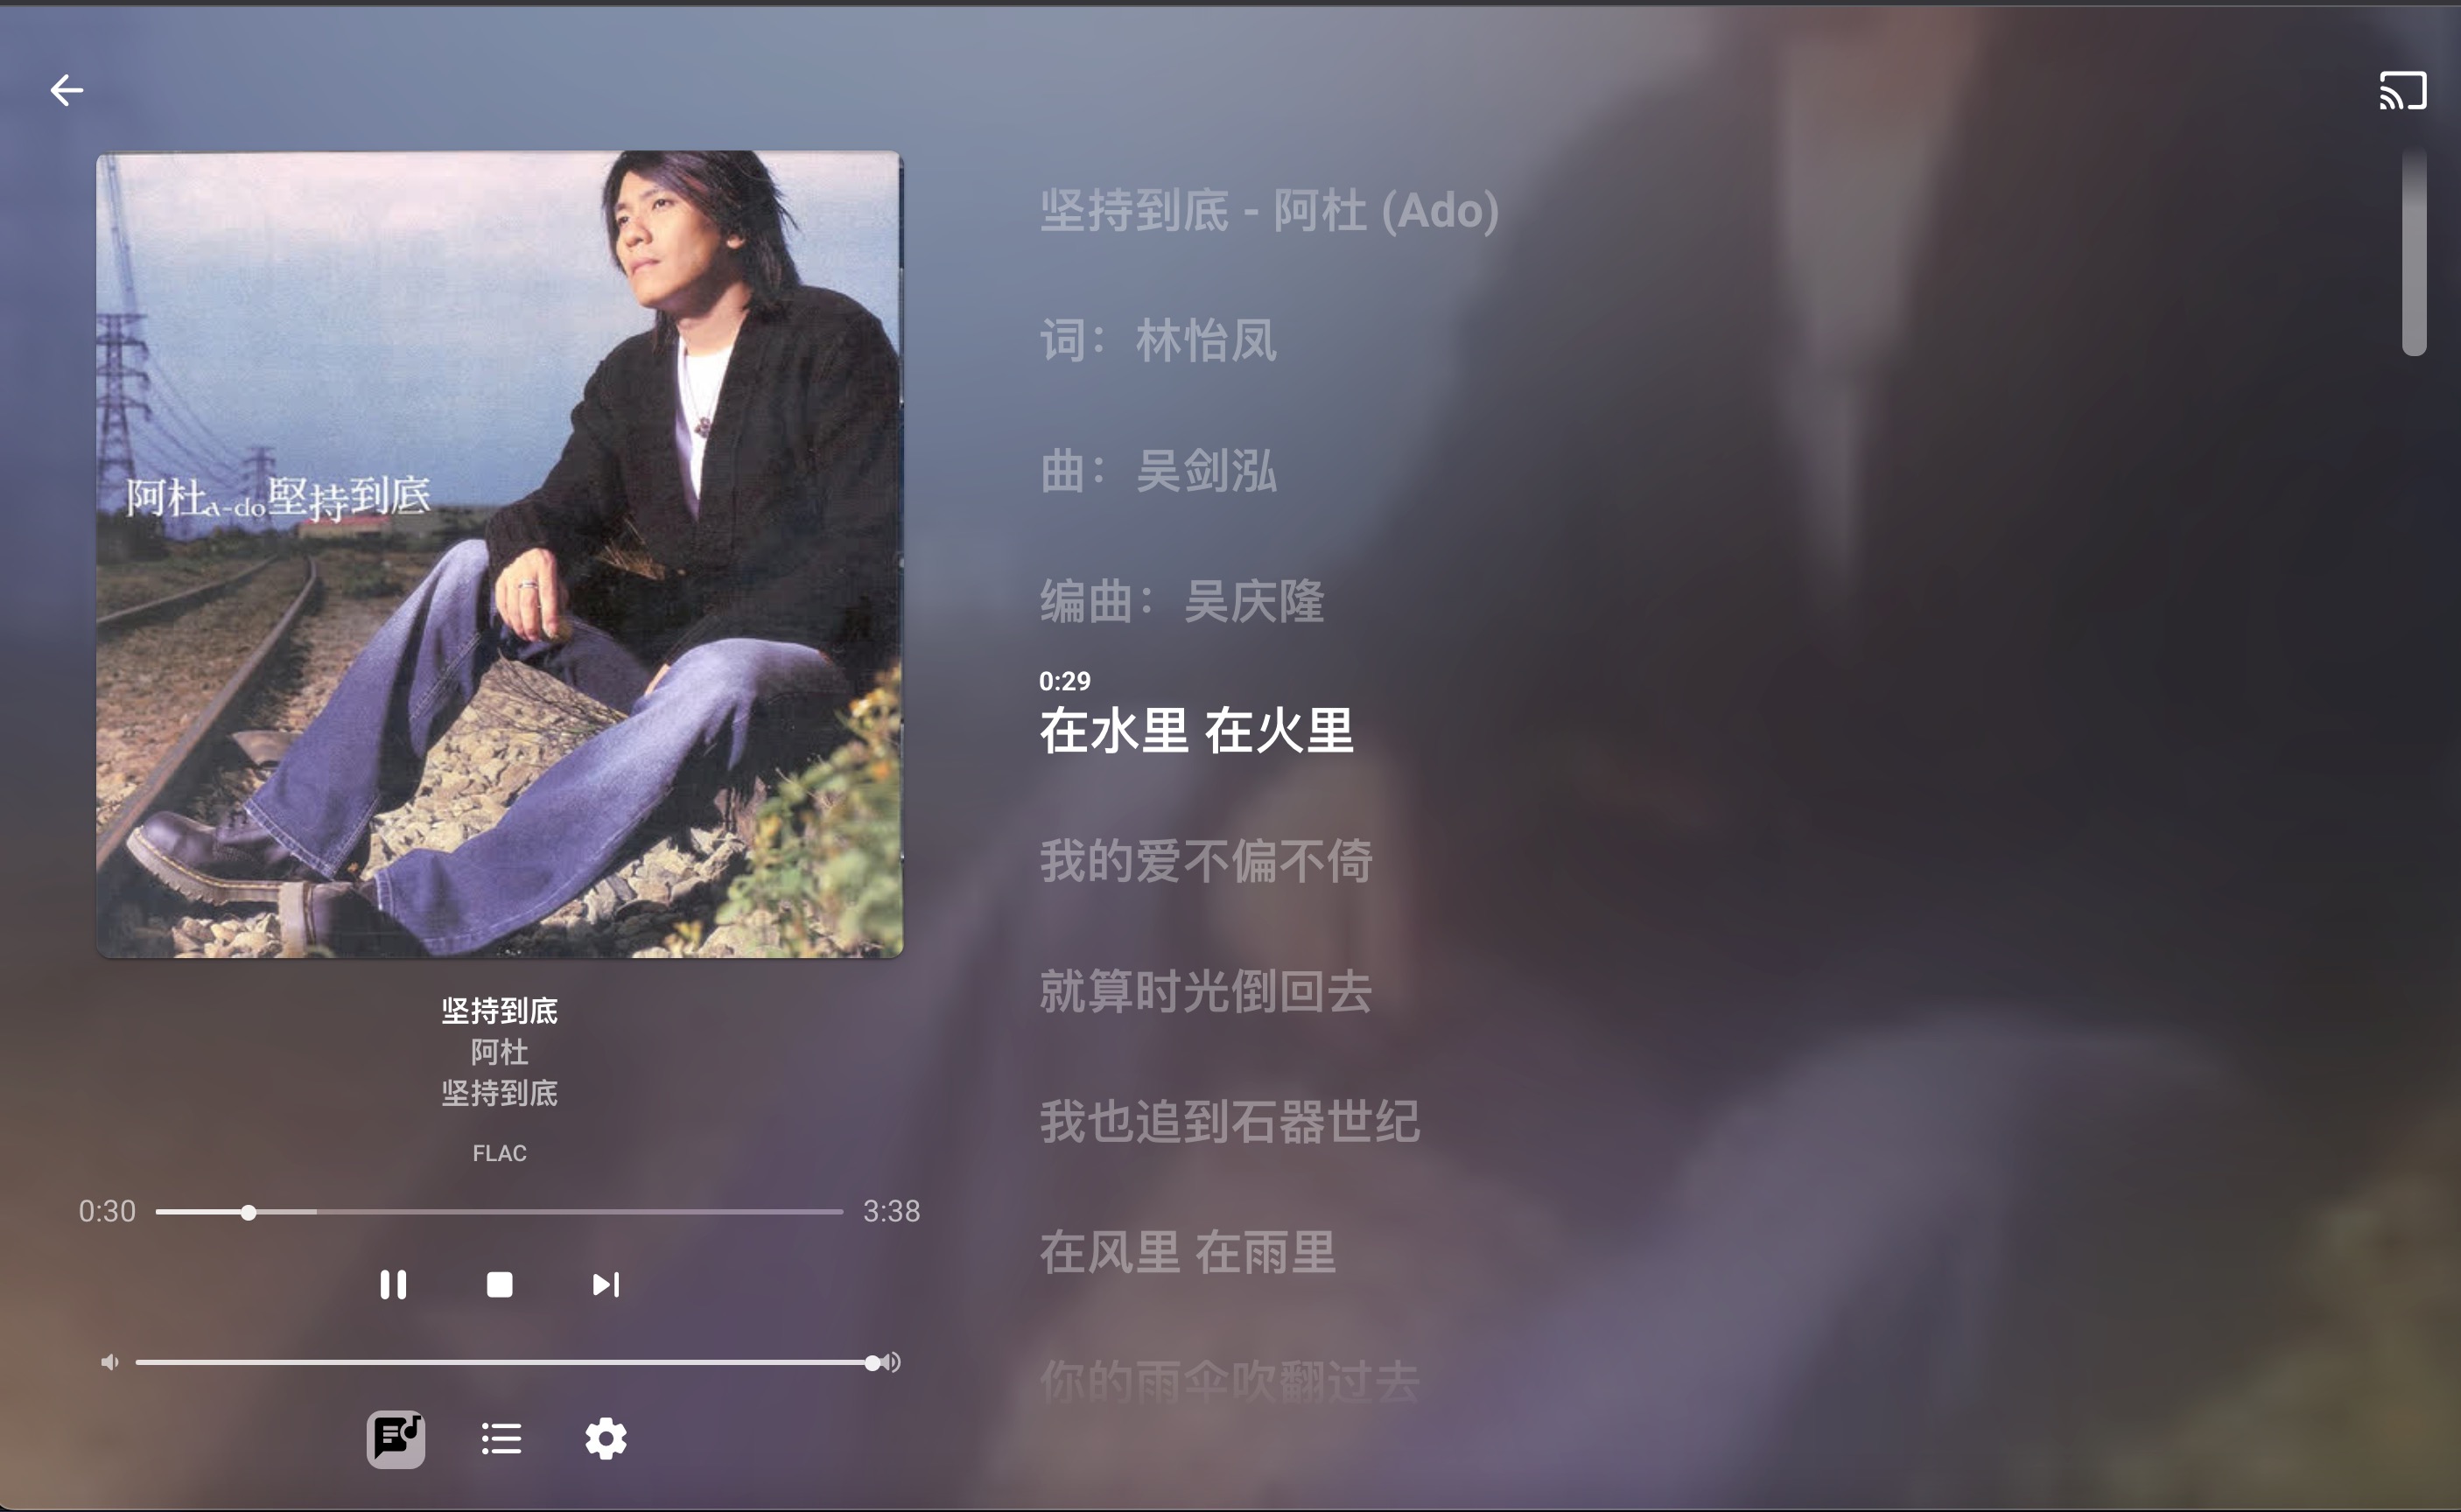 阿杜a-do堅持到底
坚持到底
阿杜
坚持到底
FLAC
0:30
3:38
坚持到底 - 阿杜 (Ado)
词：林怡凤
曲：吴剑泓
编曲：吴庆隆
0:29
在水里 在火里
我的爱不偏不倚
就算时光倒回去
我也追到石器世纪
在风里 在雨里
你的雨伞吹翻过去